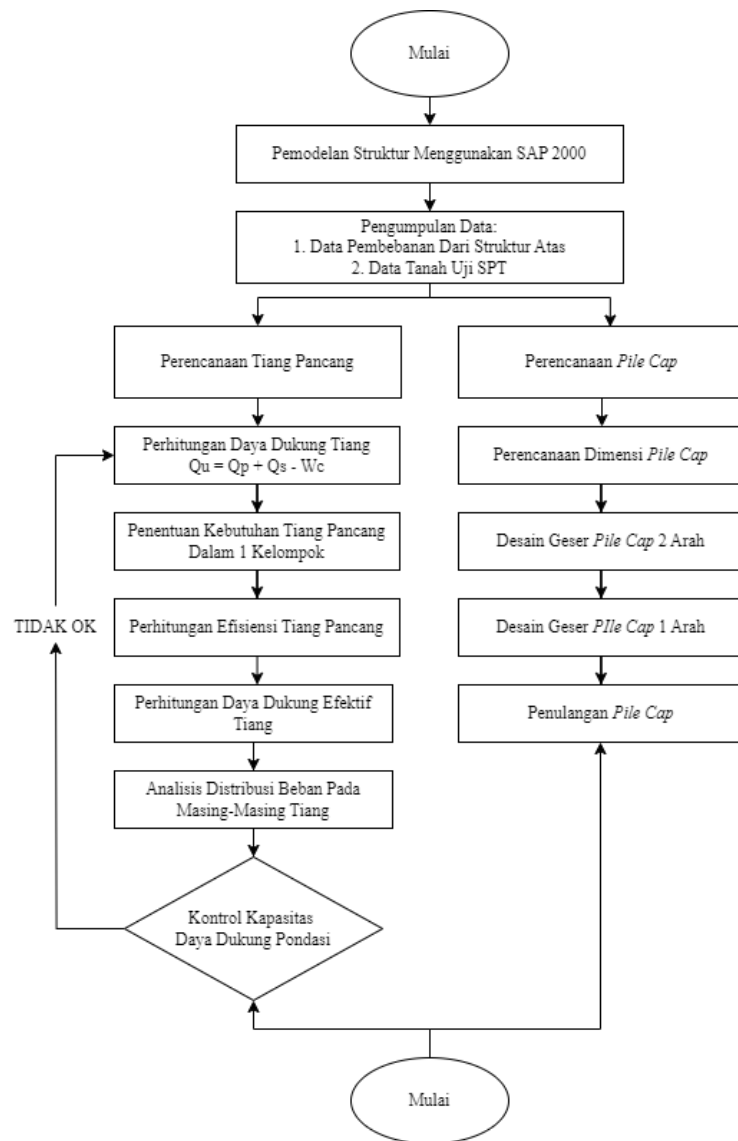 Mulai
Pemodelan Struktur Menggunakan SAP 2000
Pengumpulan Data:
1. Data Pembebanan Dari Struktur Atas
2. Data Tanah Uji SPT
Perencanaan Tiang Pancang
Perhitungan Daya Dukung Tiang
Qu = Qp + Qs - Wc
Penentuan Kebutuhan Tiang Pancang
Dalam 1 Kelompok
Perhitungan Efisiensi Tiang Pancang
Perhitungan Daya Dukung Efektif
Tiang
Analisis Distribusi Beban Pada
Masing-Masing Tiang
Kontrol Kapasitas
Daya Dukung Pondasi
TIDAK OK
Perencanaan Pile Cap
Perencanaan Dimensi Pile Cap
Desain Geser Pile Cap 2 Arah
Desain Geser PIle Cap 1 Arah
Penulangan Pile Cap
Mulai